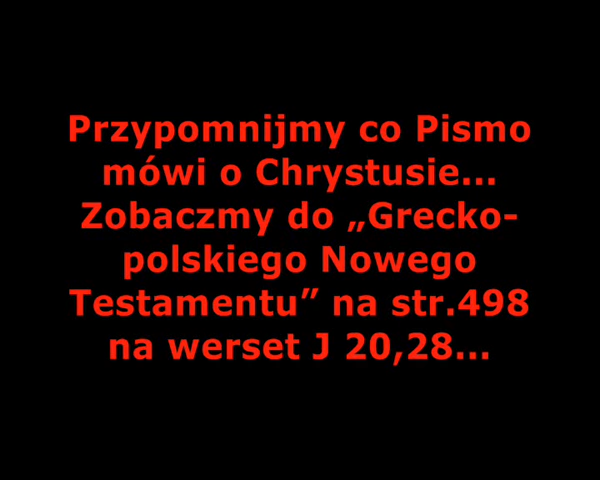 Przypomnijmy co Pismo
mówi o Chrystusie...
Zobaczmy do „Grecko-
polskiego Nowego
Testamentu” na str.498
na werset J 20,28...